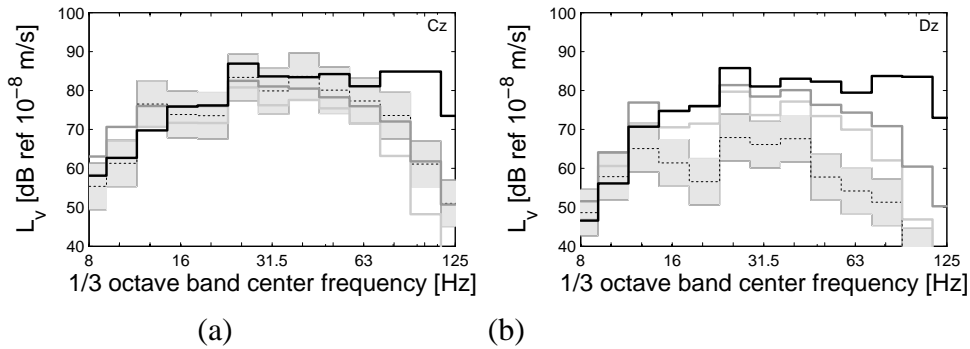 Cz
100
90
80
70
60
50
40
8 16 31.5 63 125
L_v [dB ref 10⁻⁸ m/s]
1/3 octave band center frequency [Hz]
(a)
Dz
100
90
80
70
60
50
40
8 16 31.5 63 125
L_v [dB ref 10⁻⁸ m/s]
1/3 octave band center frequency [Hz]
(b)